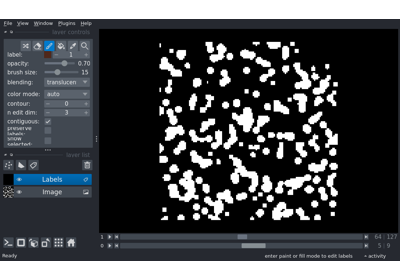 File View Window Plugins Help
layer controls
label: 1
opacity: 0.70
brush size: 15
blending: translucen
color mode: auto
contour: 0
n edit dim: 3
contiguous:
preserve labels:
show selected:
layer list
Labels
Image
1 64 127
0 5 9
Ready enter paint or fill mode to edit labels activity